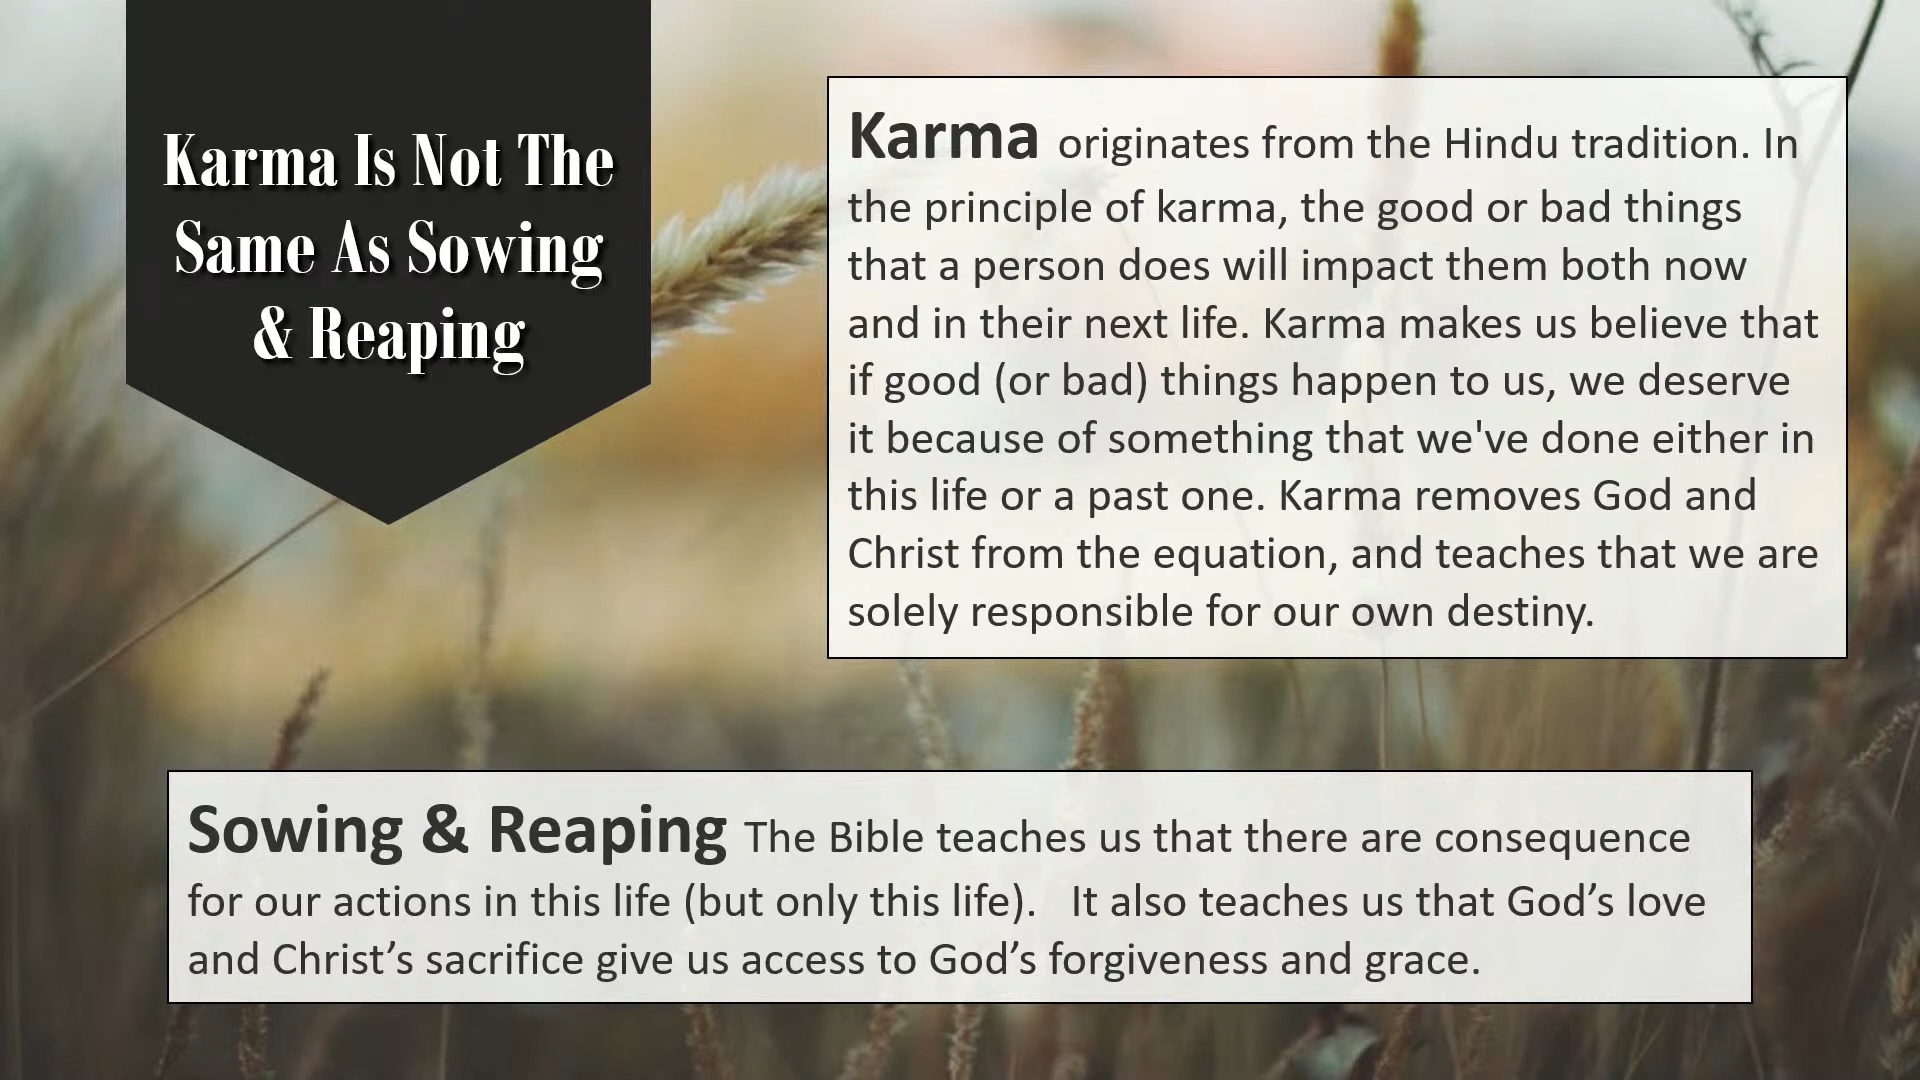 Karma Is Not The
Same As Sowing
& Reaping
Karma originates from the Hindu tradition. In
the principle of karma, the good or bad things
that a person does will impact them both now
and in their next life. Karma makes us believe that
if good (or bad) things happen to us, we deserve
it because of something that we've done either in
this life or a past one. Karma removes God and
Christ from the equation, and teaches that we are
solely responsible for our own destiny.
Sowing & Reaping The Bible teaches us that there are consequence
for our actions in this life (but only this life).   It also teaches us that God’s love
and Christ’s sacrifice give us access to God’s forgiveness and grace.